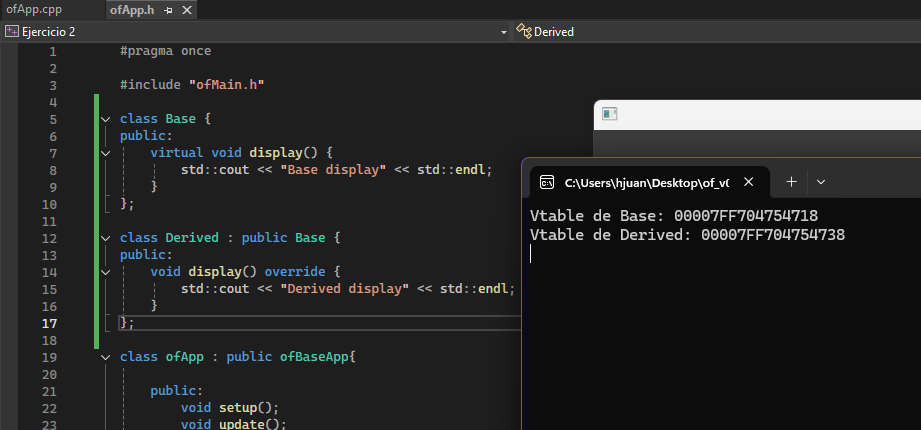 ofApp.cpp
ofApp.h
Ejercicio 2
Derived
1 #pragma once
2
3 #include "ofMain.h"
4
5 class Base {
6 public:
7 virtual void display() {
8 std::cout << "Base display" << std::endl;
9 }
10 };
11
12 class Derived : public Base {
13 public:
14 void display() override {
15 std::cout << "Derived display" << std::endl;
16 }
17 };
18
19 class ofApp : public ofBaseApp{
20
21 public:
22 void setup();
23 void update();
C:\Users\hjuan\Desktop\of_v(
Vtable de Base: 00007FF704754718
Vtable de Derived: 00007FF704754738